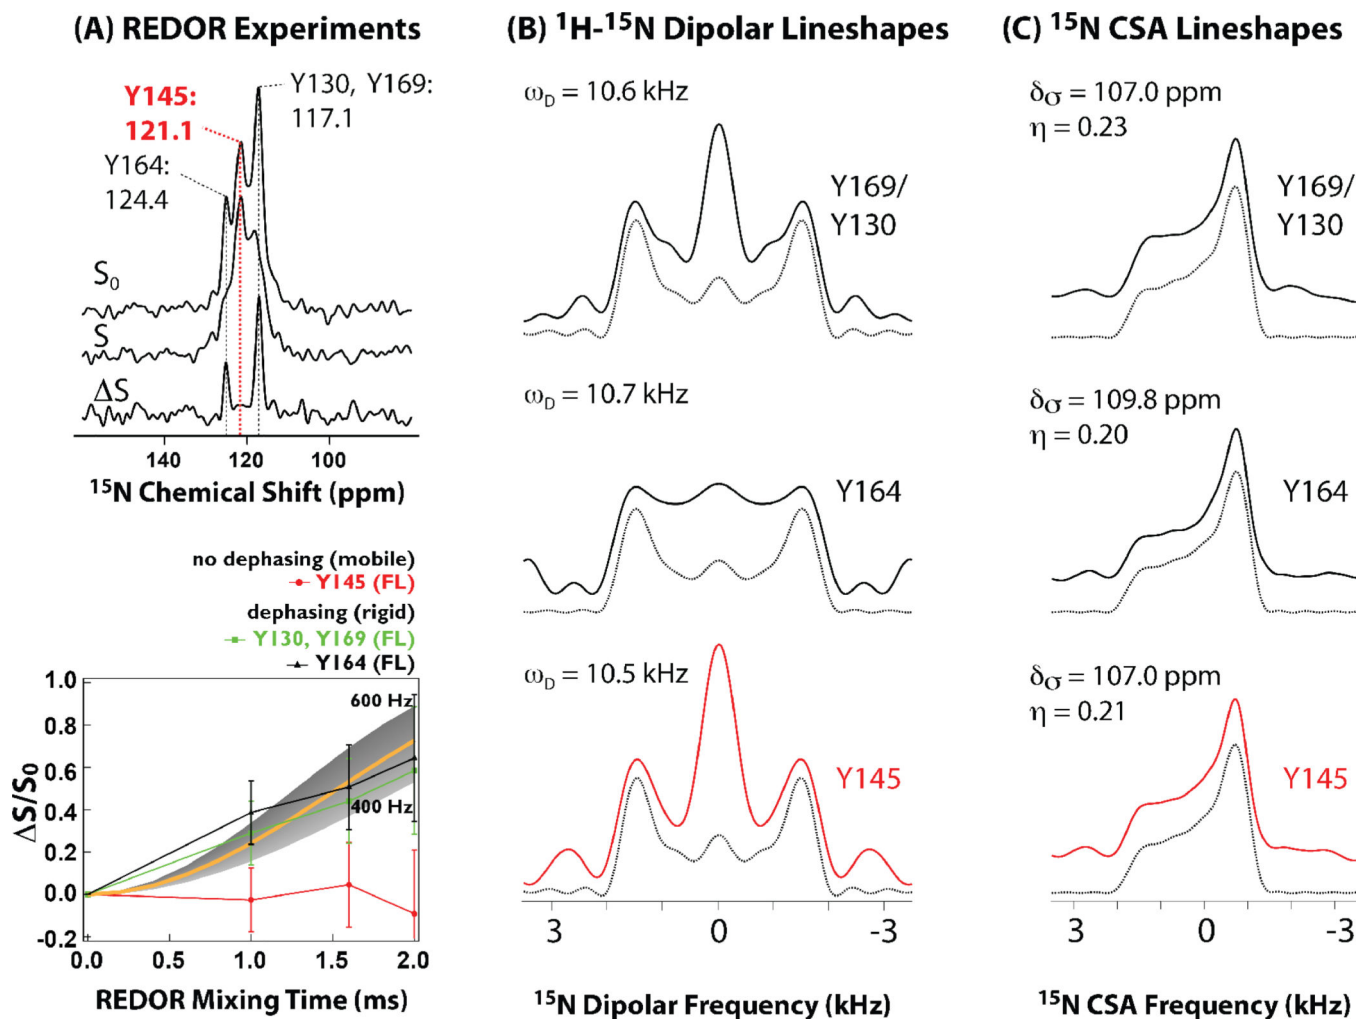 (A) REDOR Experiments
Y145:
121.1
Y130, Y169:
117.1
Y164:
124.4
S₀
S
ΔS
140 120 100
¹⁵N Chemical Shift (ppm)
no dephasing (mobile)
Y145 (FL)
dephasing (rigid)
Y130, Y169 (FL)
Y164 (FL)
1.0
0.8
0.6
0.4
0.2
0.0
-0.2
ΔS/S₀
600 Hz
400 Hz
0.0 0.5 1.0 1.5 2.0
REDOR Mixing Time (ms)
(B) ¹H-¹⁵N Dipolar Lineshapes
ω_D = 10.6 kHz
Y169/
Y130
ω_D = 10.7 kHz
Y164
ω_D = 10.5 kHz
Y145
3 0 -3
¹⁵N Dipolar Frequency (kHz)
(C) ¹⁵N CSA Lineshapes
δσ = 107.0 ppm
η = 0.23
Y169/
Y130
δσ = 109.8 ppm
η = 0.20
Y164
δσ = 107.0 ppm
η = 0.21
Y145
3 0 -3
¹⁵N CSA Frequency (kHz)